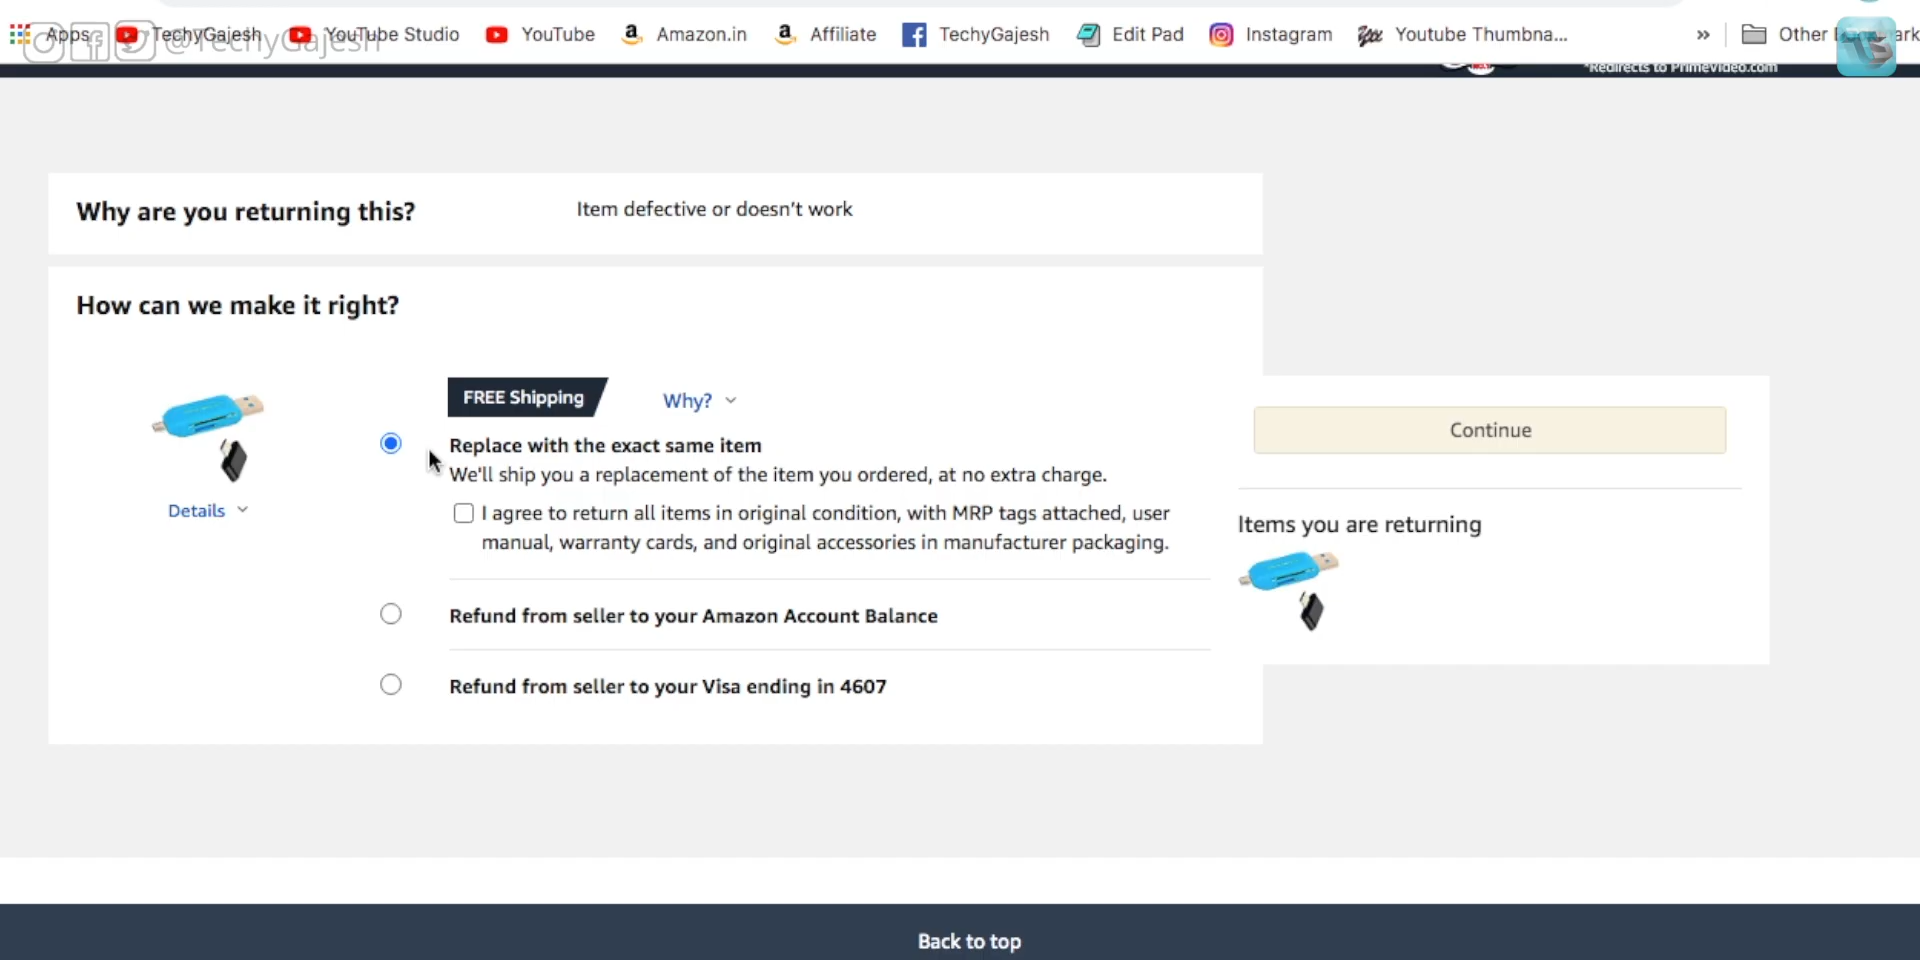 Apps TechyGajesh YouTube Studio YouTube Amazon.in Affiliate TechyGajesh Edit Pad Instagram Youtube Thumbna... » Other
@TechyGajesh
*Redirects to PrimeVideo.com
Why are you returning this? Item defective or doesn't work
How can we make it right?
FREE Shipping Why?
Replace with the exact same item
We'll ship you a replacement of the item you ordered, at no extra charge.
I agree to return all items in original condition, with MRP tags attached, user
manual, warranty cards, and original accessories in manufacturer packaging.
Details
Refund from seller to your Amazon Account Balance
Refund from seller to your Visa ending in 4607
Continue
Items you are returning
Back to top